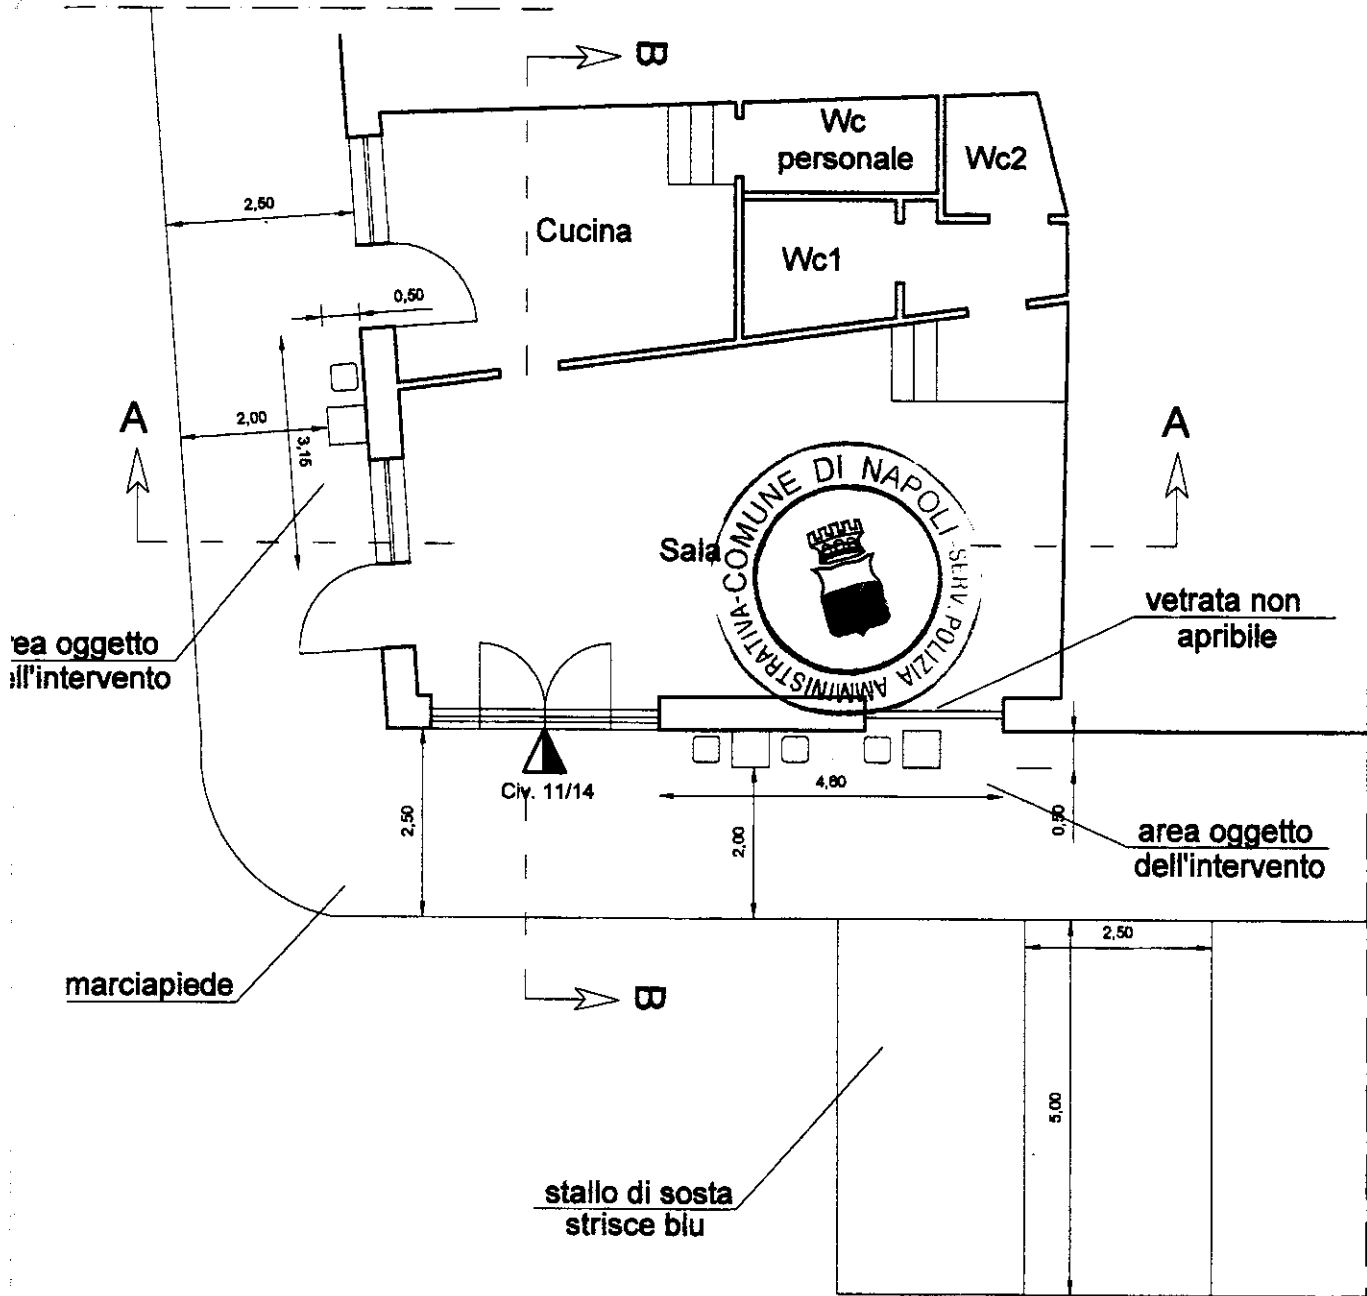 B
Wc
personale
Wc2
2,50
Cucina
Wc1
0,50
A
2,00
3,15
A
COMUNE DI NAPOLI - SERV. POLIZIA AMMINISTRATIVA -
Sala
vetrata non
apribile
rea oggetto
ell'intervento
Civ. 11/14
4,80
2,50
2,00
0,50
area oggetto
dell'intervento
2,50
marciapiede
B
5,00
stallo di sosta
strisce blu